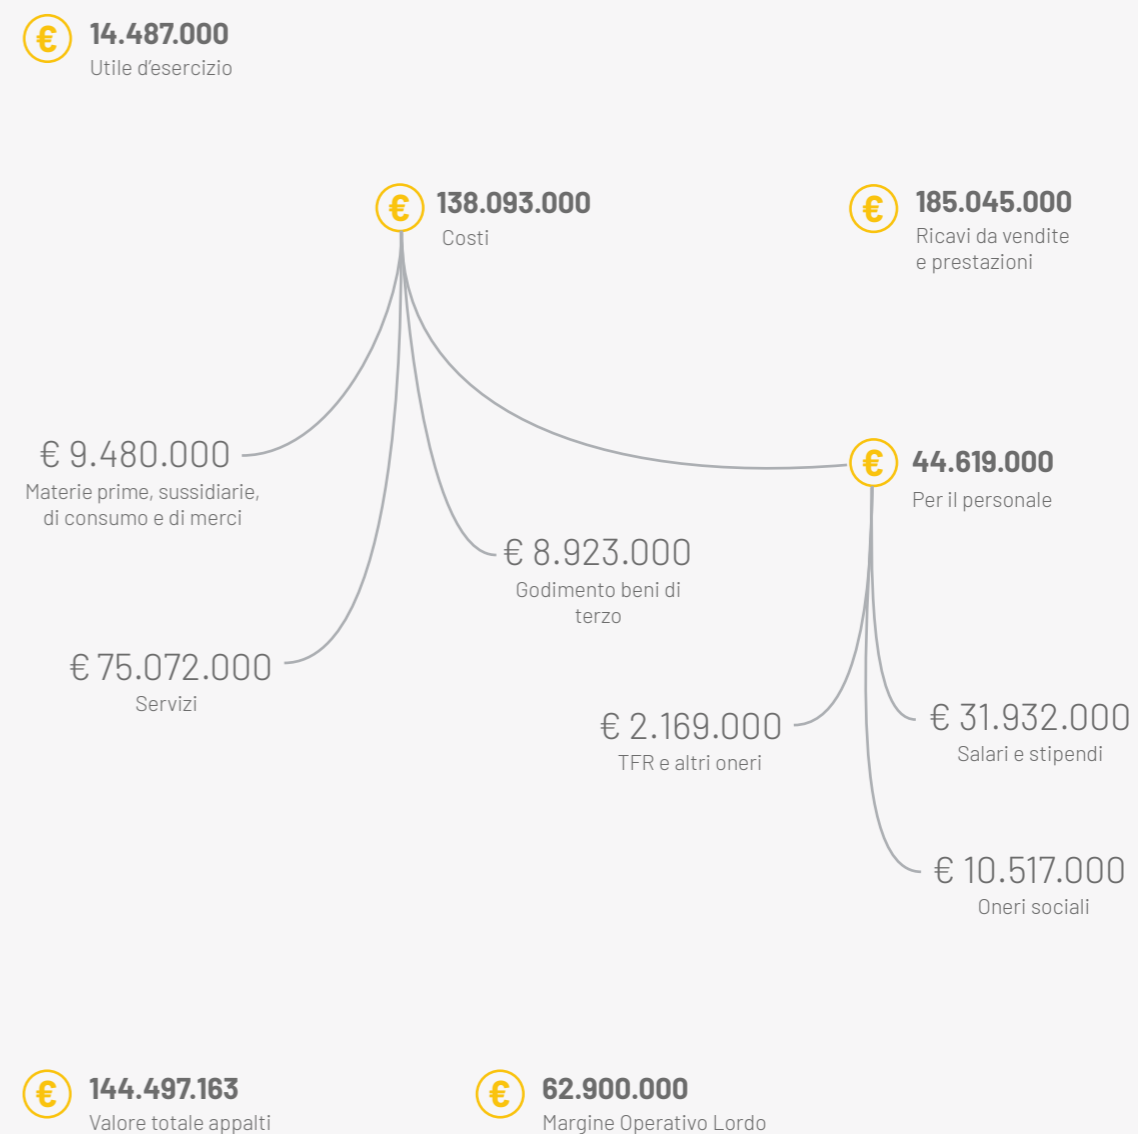 € 14.487.000
Utile d'esercizio
€ 138.093.000
Costi
€ 185.045.000
Ricavi da vendite
e prestazioni
€ 9.480.000
Materie prime, sussidiarie,
di consumo e di merci
€ 44.619.000
Per il personale
€ 8.923.000
Godimento beni di
terzo
€ 75.072.000
Servizi
€ 2.169.000
TFR e altri oneri
€ 31.932.000
Salari e stipendi
€ 10.517.000
Oneri sociali
€ 144.497.163
Valore totale appalti
€ 62.900.000
Margine Operativo Lordo